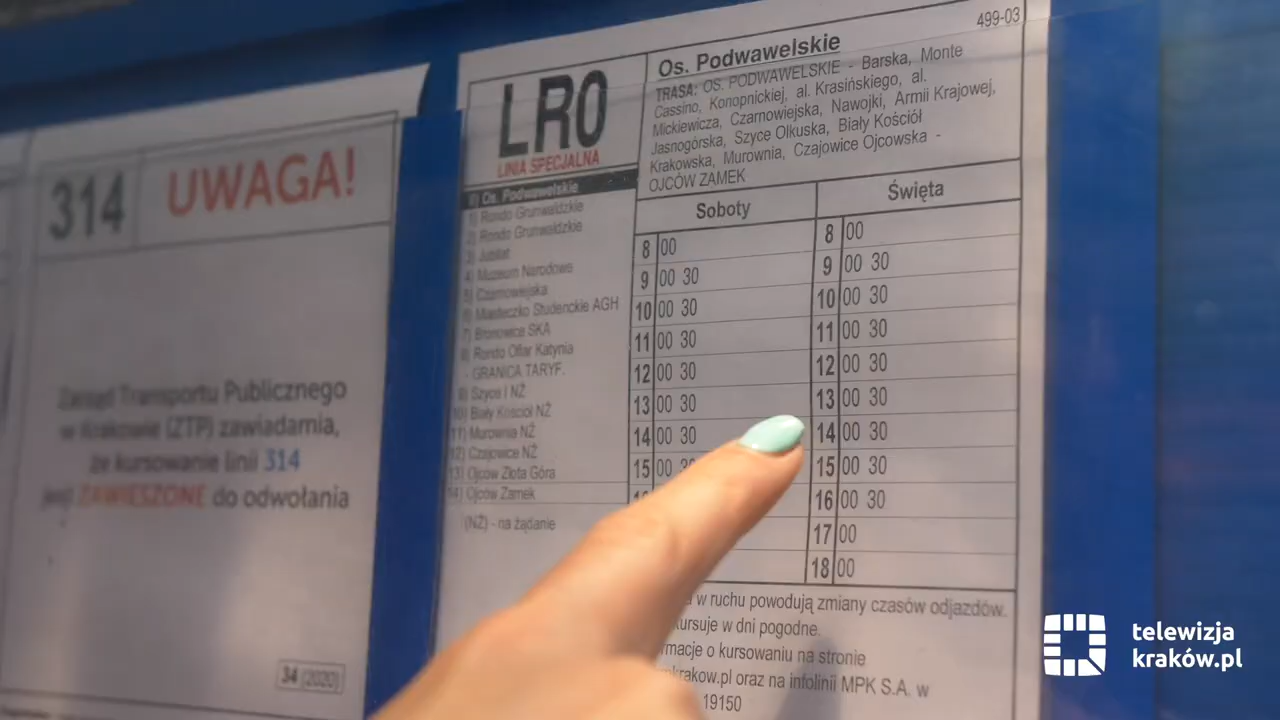 314
UWAGA!
Zarząd Transportu Publicznego
w Krakowie (ZTP) zawiadamia,
że kursowanie linii 314
jest ZAWIESZONE do odwołania
34 (2020)
499-03
LR0
LINIA SPECJALNA
Os. Podwawelskie
TRASA: OS. PODWAWELSKIE - Barska, Monte
Cassino, Konopnickiej, al. Krasińskiego, al.
Mickiewicza, Czarnowiejska, Nawojki, Armii Krajowej,
Jasnogórska, Szyce Olkuska, Biały Kościół
Krakowska, Murownia, Czajowice Ojcowska -
OJCÓW ZAMEK
0) Os. Podwawelskie
1) Rondo Grunwaldzkie
2) Rondo Grunwaldzkie
3) Jubilat
4) Muzeum Narodowe
5) Czarnowiejska
6) Miasteczko Studenckie AGH
7) Bronowice SKA
8) Rondo Ofiar Katynia
- GRANICA TARYF.
9) Szyce I NŻ
10) Biały Kościół NŻ
11) Murownia NŻ
12) Czajowice NŻ
13) Ojców Złota Góra
14) Ojców Zamek
(NŻ) - na żądanie
Soboty
8 00
9 00 30
10 00 30
11 00 30
12 00 30
13 00 30
14 00 30
15 00 30
Święta
8 00
9 00 30
10 00 30
11 00 30
12 00 30
13 00 30
14 00 30
15 00 30
16 00 30
17 00
18 00
w ruchu powodują zmiany czasów odjazdów.
kursuje w dni pogodne.
rmacje o kursowaniu na stronie
krakow.pl oraz na infolinii MPK S.A. w
19150
telewizja
kraków.pl